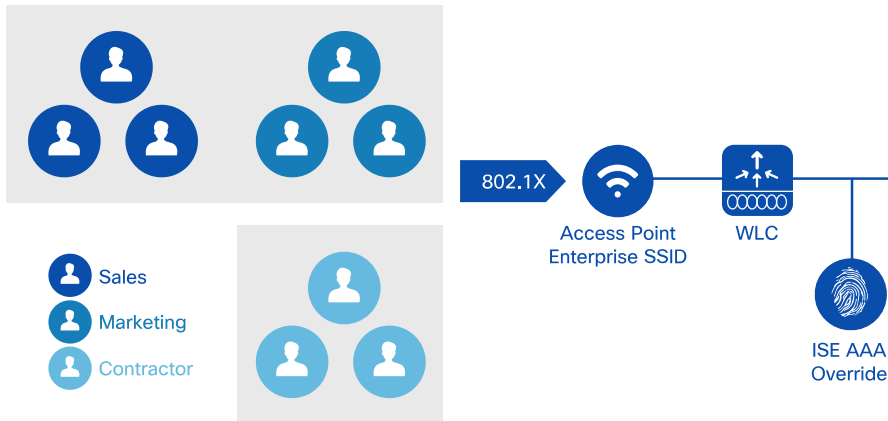 802.1X
Access Point
Enterprise SSID
WLC
Sales
Marketing
Contractor
ISE AAA
Override